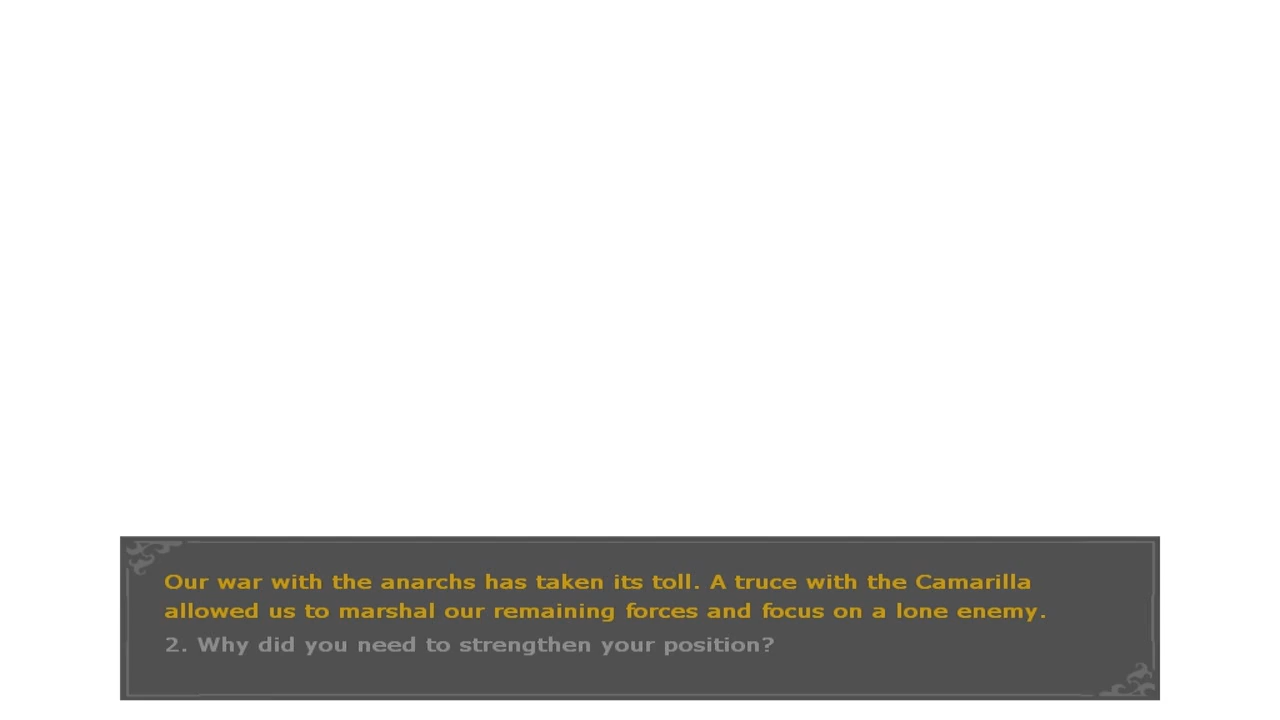 Our war with the anarchs has taken its toll. A truce with the Camarilla
allowed us to marshal our remaining forces and focus on a lone enemy.
2. Why did you need to strengthen your position?